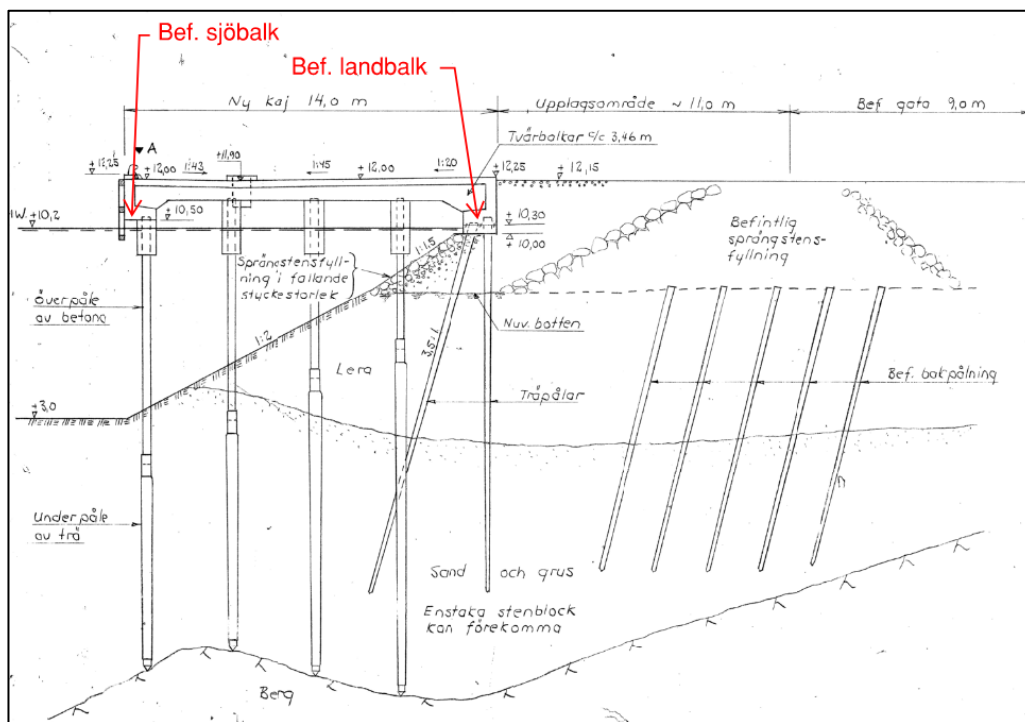 Bef. sjöbalk
Bef. landbalk
Ny kaj 14,0 m
Upplagsområde ~ 11,0 m
Bef. gata 9,0 m
Tvärbalkar c/c 3,46 m
A
+12,25
+12,00
1:43
+11,90
1:45
+12,00
1:20
+12,25
+12,15
+10,50
+10,2
+10,30
+10,00
1:1.5
Befintlig
sprängstens-
fyllning
Sprängstensfyll-
ning i fallande
styckestorlek
Överpåle
av betong
1:2
Nuv. botten
3,5:1
Lera
Träpålar
Bef. bakpålning
+3,0
Underpåle
av trä
Sand och grus
Enstaka stenblock
kan förekomma
Berg